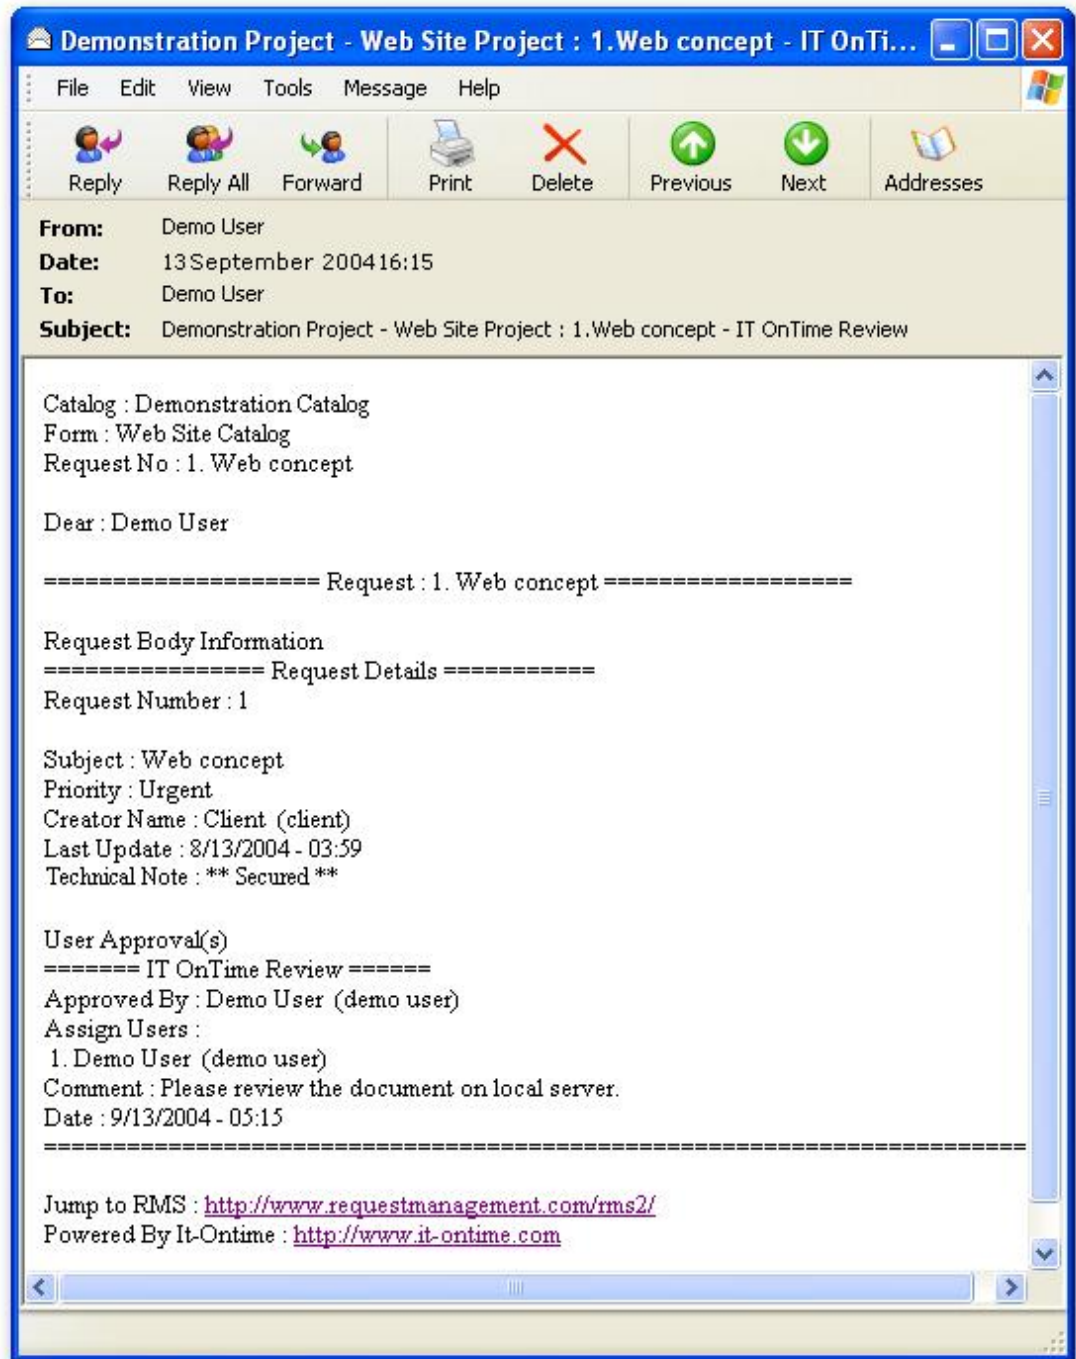 Demonstration Project - Web Site Project : 1.Web concept - IT OnTi...
File Edit View Tools Message Help
Reply Reply All Forward Print Delete Previous Next Addresses
From: Demo User
Date: 13 September 200416:15
To: Demo User
Subject: Demonstration Project - Web Site Project : 1.Web concept - IT OnTime Review
Catalog : Demonstration Catalog
Form : Web Site Catalog
Request No : 1. Web concept
Dear : Demo User
==================== Request : 1. Web concept ==================
Request Body Information
================ Request Details ===========
Request Number : 1
Subject : Web concept
Priority : Urgent
Creator Name : Client (client)
Last Update : 8/13/2004 - 03:59
Technical Note : ** Secured **
User Approval(s)
======= IT OnTime Review ======
Approved By : Demo User (demo user)
Assign Users :
1. Demo User (demo user)
Comment : Please review the document on local server.
Date : 9/13/2004 - 05:15
=======================================================================
Jump to RMS : http://www.requestmanagement.com/rms2/
Powered By It-Ontime : http://www.it-ontime.com